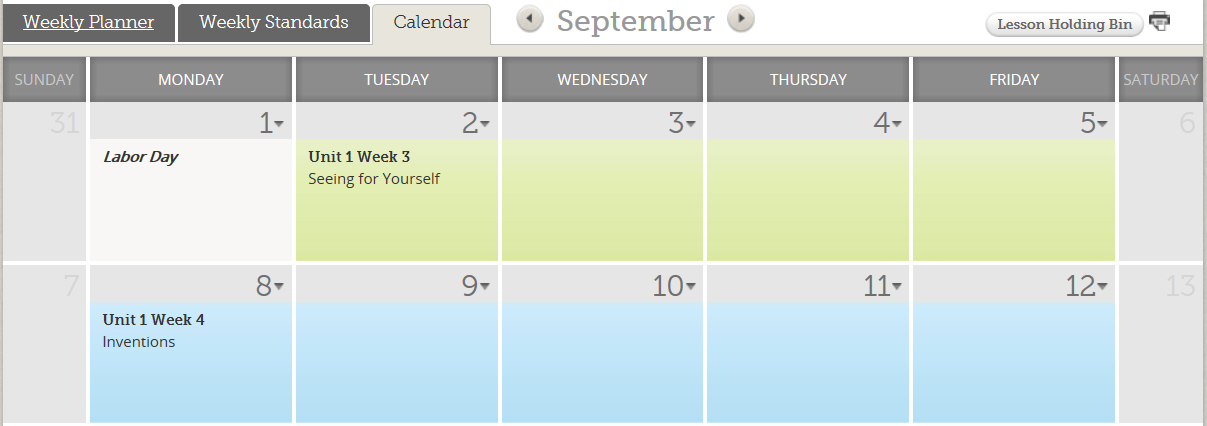 Weekly Planner Weekly Standards Calendar September Lesson Holding Bin
SUNDAY MONDAY TUESDAY WEDNESDAY THURSDAY FRIDAY SATURDAY
31 1 2 3 4 5 6
Labor Day Unit 1 Week 3
Seeing for Yourself
7 8 9 10 11 12 13
Unit 1 Week 4
Inventions